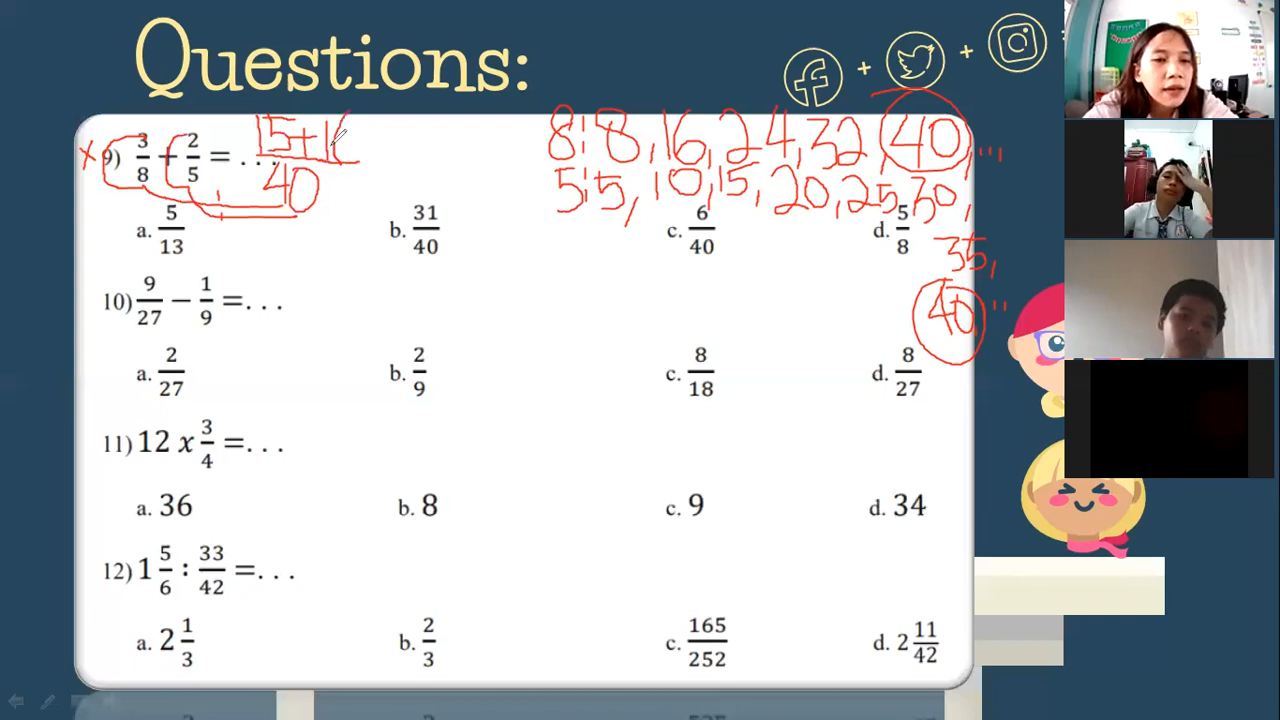 Questions:
9) 3/8 + 2/5 = . . .
15+16
40
8: 8, 16, 24, 32, 40, ...
5: 5, 10, 15, 20, 25, 30,
35,
40, ..
x
a. 5/13 b. 31/40 c. 6/40 d. 5/8
10) 9/27 − 1/9 = . . .
a. 2/27 b. 2/9 c. 8/18 d. 8/27
11) 12 x 3/4 = . . .
a. 36 b. 8 c. 9 d. 34
12) 1 5/6 : 33/42 = . . .
a. 2 1/3 b. 2/3 c. 165/252 d. 2 11/42